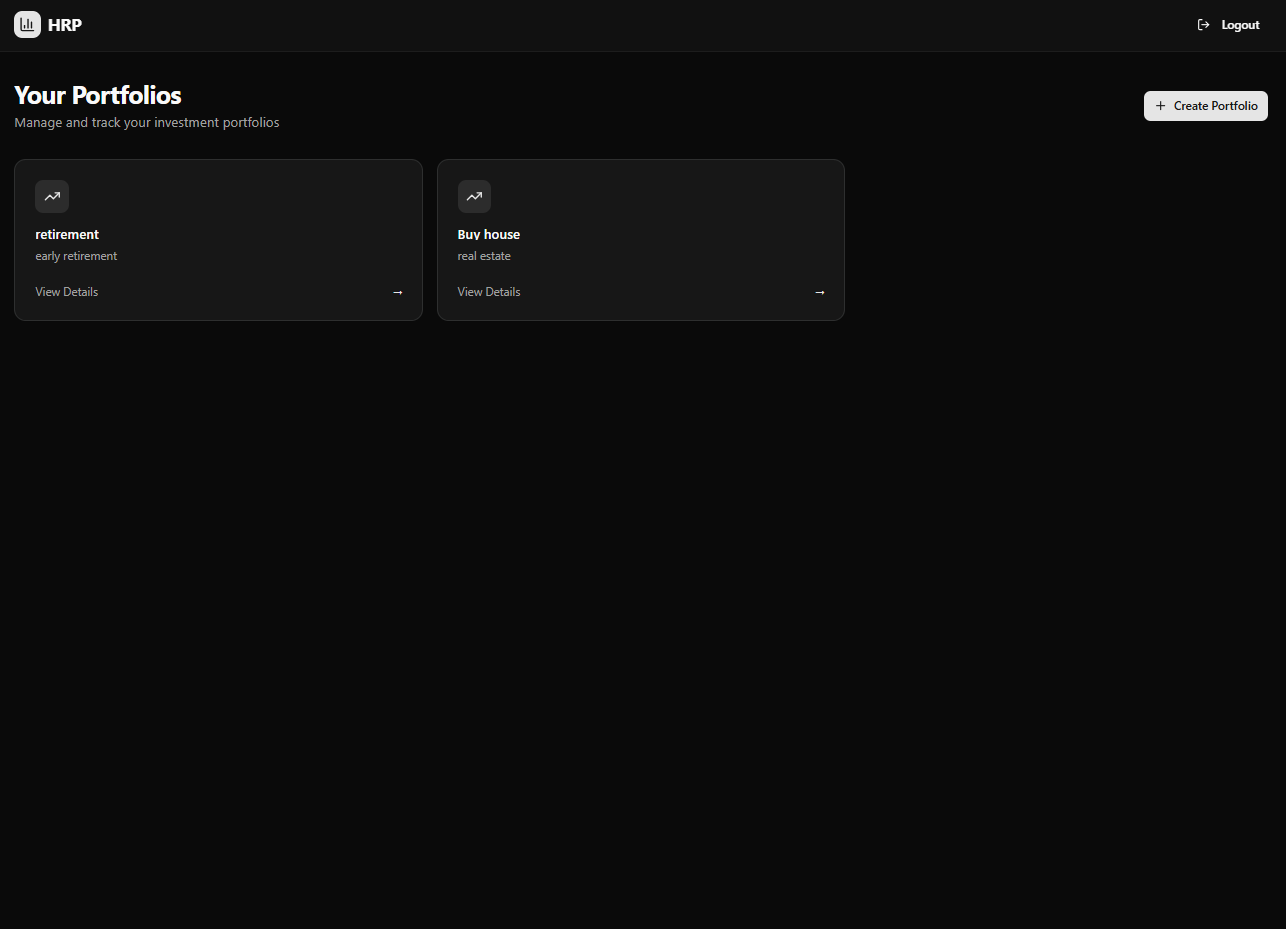 HRP
Logout
Your Portfolios
Manage and track your investment portfolios
Create Portfolio
retirement
early retirement
View Details →
Buy house
real estate
View Details →